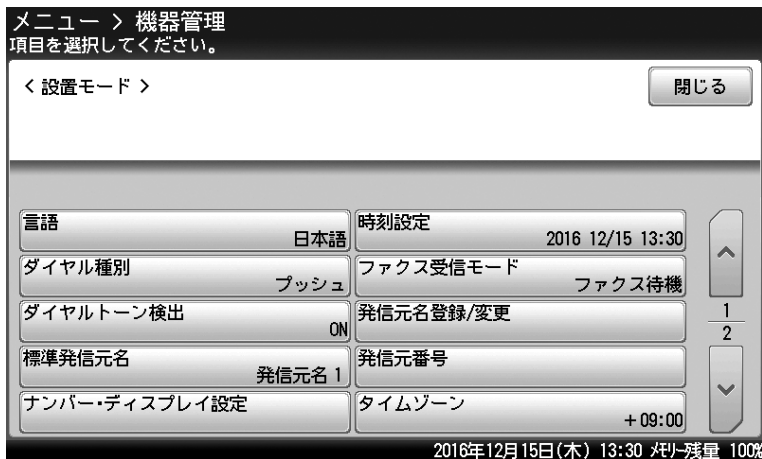 メニュー > 機器管理
項目を選択してください。
< 設置モード >
閉じる
言語
日本語
時刻設定
2016 12/15 13:30
ダイヤル種別
プッシュ
ファクス受信モード
ファクス待機
ダイヤルトーン検出
ON
発信元名登録/変更
1
2
標準発信元名
発信元名 1
発信元番号
ナンバー・ディスプレイ設定
タイムゾーン
+09:00
2016年12月15日(木) 13:30 メモリー残量 100%